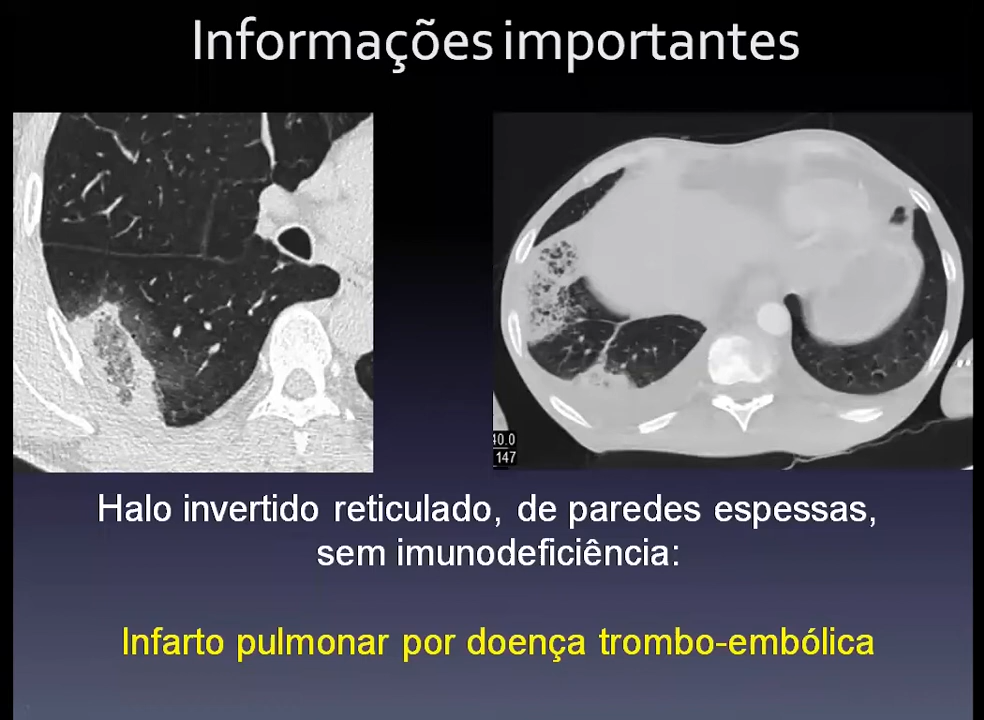 Informações importantes
40.0
147
Halo invertido reticulado, de paredes espessas,
sem imunodeficiência:
Infarto pulmonar por doença trombo-embólica